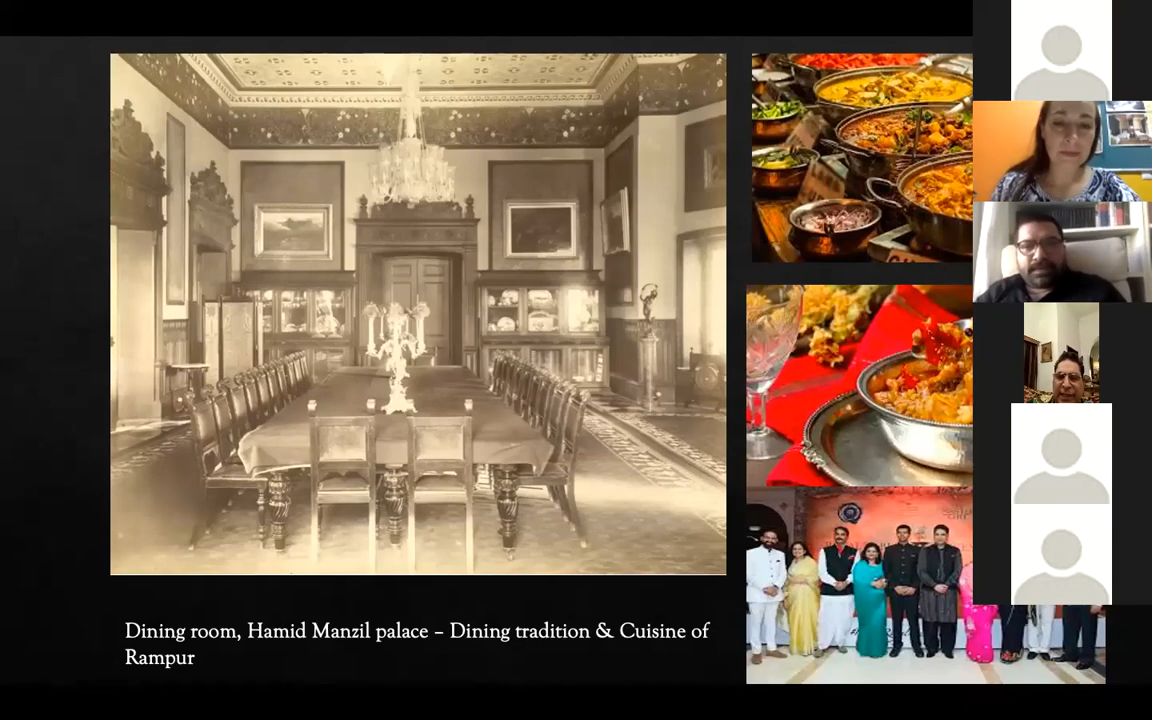 Dining room, Hamid Manzil palace – Dining tradition & Cuisine of
Rampur